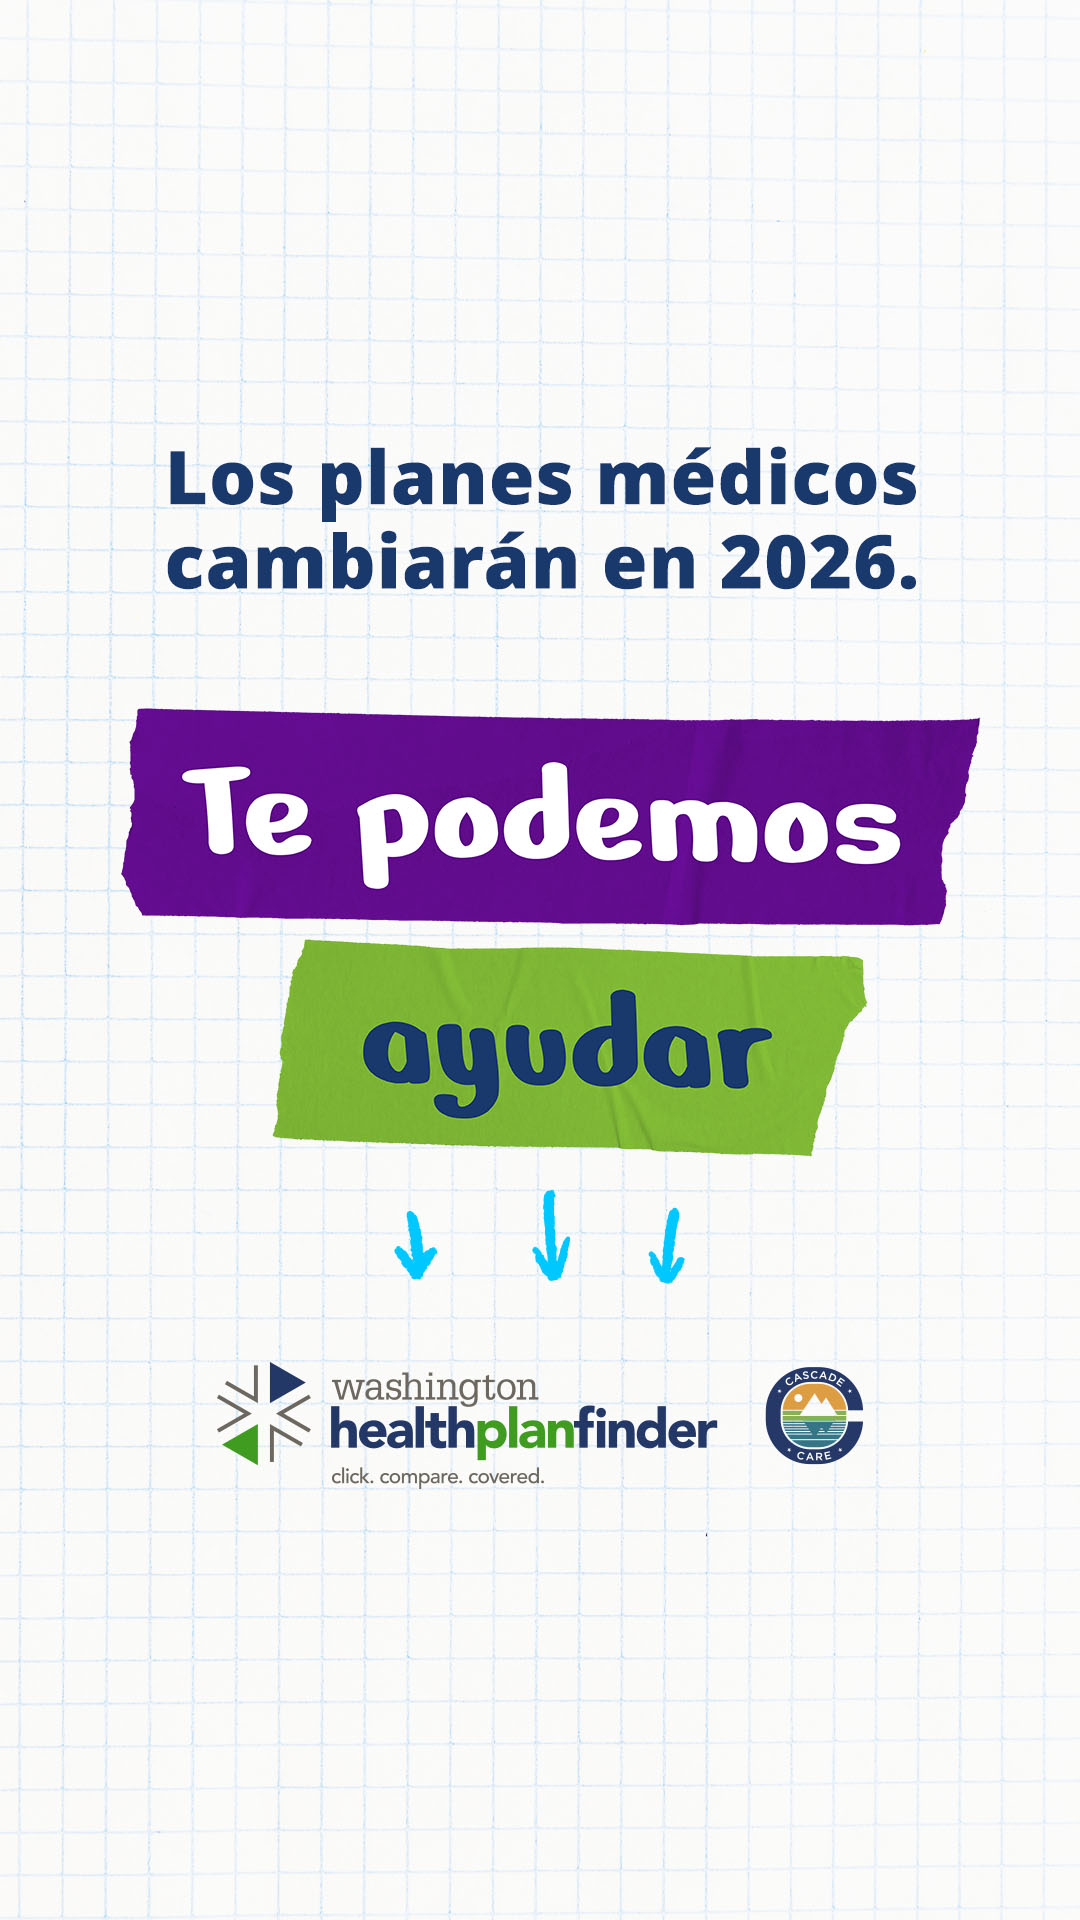 Los planes médicos
cambiarán en 2026.
Te podemos
ayudar
washington
healthplanfinder
click. compare. covered.
CASCADE
CARE